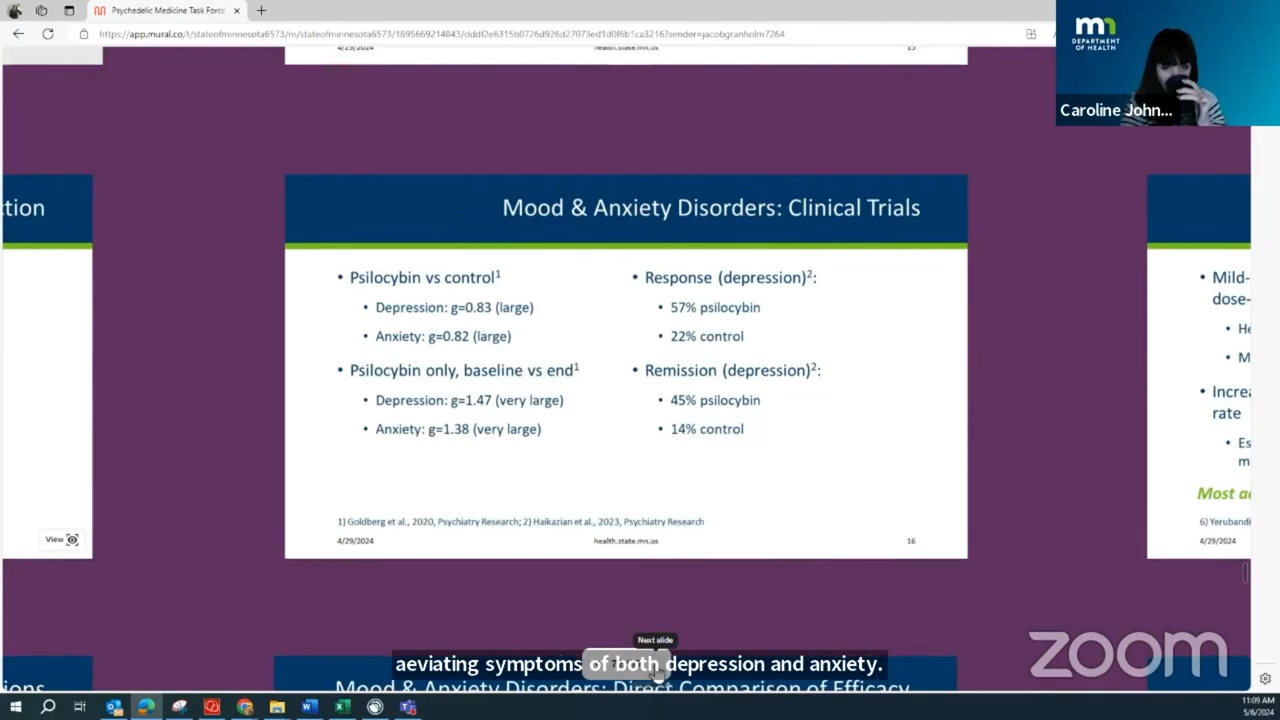 Psychedelic Medicine Task Force
https://app.mural.co/t/stateofminnesota6573/m/stateofminnesota6573/1695669214843/dddf2e6315b0726d926d27073ed1d0f6b1ca3216?sender=jacobgranholm7264
4/29/2024
health.state.mn.us
15
mn
DEPARTMENT
OF HEALTH
Caroline John...
tion
Mood & Anxiety Disorders: Clinical Trials
• Psilocybin vs control1
• Depression: g=0.83 (large)
• Anxiety: g=0.82 (large)
• Psilocybin only, baseline vs end1
• Depression: g=1.47 (very large)
• Anxiety: g=1.38 (very large)
• Response (depression)2:
• 57% psilocybin
• 22% control
• Remission (depression)2:
• 45% psilocybin
• 14% control
1) Goldberg et al., 2020, Psychiatry Research; 2) Haikazian et al., 2023, Psychiatry Research
4/29/2024
health.state.mn.us
16
• Mild-
dose-
• He
• M
• Increa
rate
• Es
m
Most a
6) Yerubandi
4/29/2024
View
Next slide
aeviating symptoms of both depression and anxiety.
ions
Mood & Anxiety Disorders: Direct Comparison of Efficacy
zoom
11:09 AM
5/6/2024